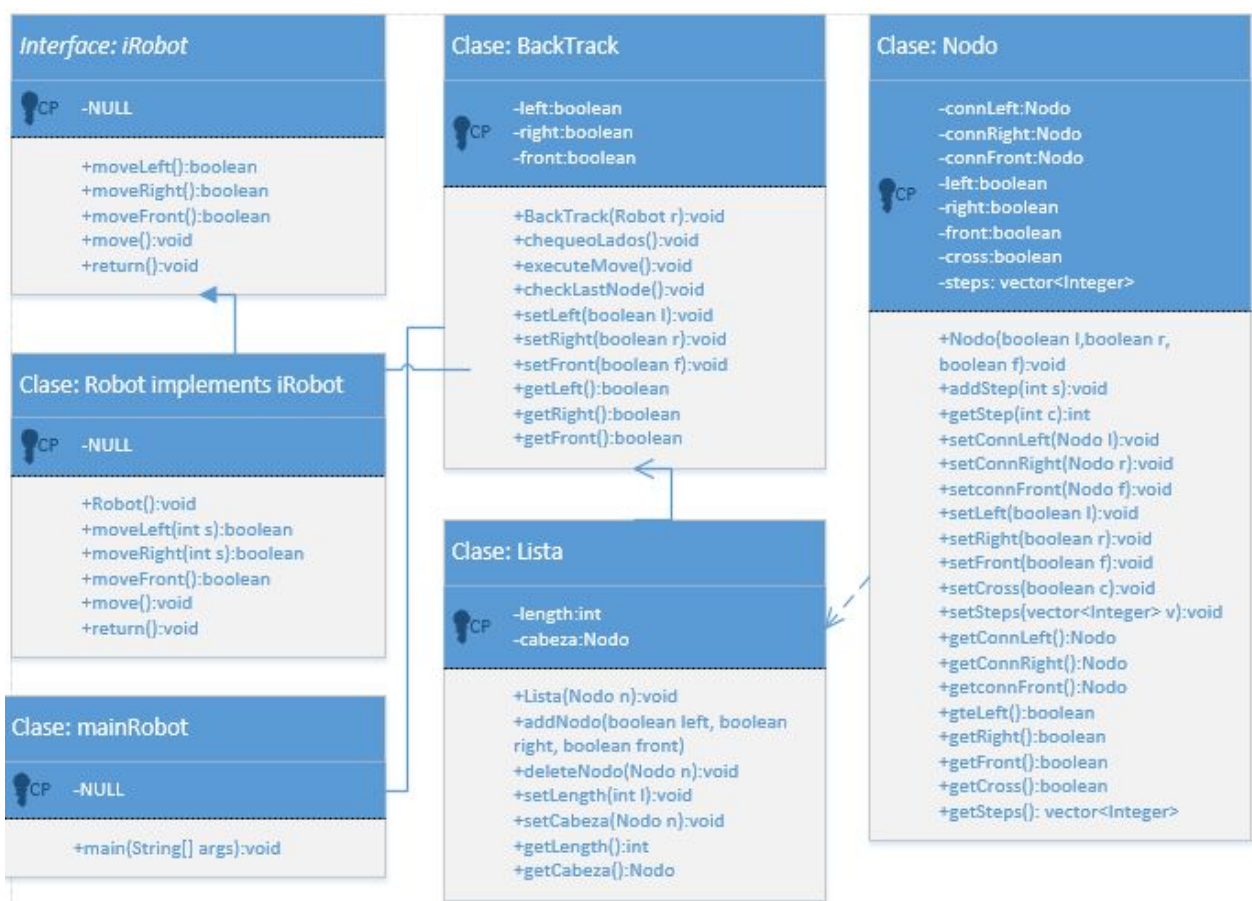 Interface: iRobot
CP -NULL
+moveLeft():boolean
+moveRight():boolean
+moveFront():boolean
+move():void
+return():void
Clase: Robot implements iRobot
CP -NULL
+Robot():void
+moveLeft(int s):boolean
+moveRight(int s):boolean
+moveFront():boolean
+move():void
+return():void
Clase: mainRobot
CP -NULL
+main(String[] args):void
Clase: BackTrack
-left:boolean
CP -right:boolean
-front:boolean
+BackTrack(Robot r):void
+chequeoLados():void
+executeMove():void
+checkLastNode():void
+setLeft(boolean l):void
+setRight(boolean r):void
+setFront(boolean f):void
+getLeft():boolean
+getRight():boolean
+getFront():boolean
Clase: Lista
-length:int
CP -cabeza:Nodo
+Lista(Nodo n):void
+addNodo(boolean left, boolean
right, boolean front)
+deleteNodo(Nodo n):void
+setLength(int l):void
+setCabeza(Nodo n):void
+getLength():int
+getCabeza():Nodo
Clase: Nodo
-connLeft:Nodo
-connRight:Nodo
-connFront:Nodo
-left:boolean
CP -right:boolean
-front:boolean
-cross:boolean
-steps: vector<Integer>
+Nodo(boolean l,boolean r,
boolean f):void
+addStep(int s):void
+getStep(int c):int
+setConnLeft(Nodo l):void
+setConnRight(Nodo r):void
+setconnFront(Nodo f):void
+setLeft(boolean l):void
+setRight(boolean r):void
+setFront(boolean f):void
+setCross(boolean c):void
+setSteps(vector<Integer> v):void
+getConnLeft():Nodo
+getConnRight():Nodo
+getconnFront():Nodo
+gteLeft():boolean
+getRight():boolean
+getFront():boolean
+getCross():boolean
+getSteps(): vector<Integer>